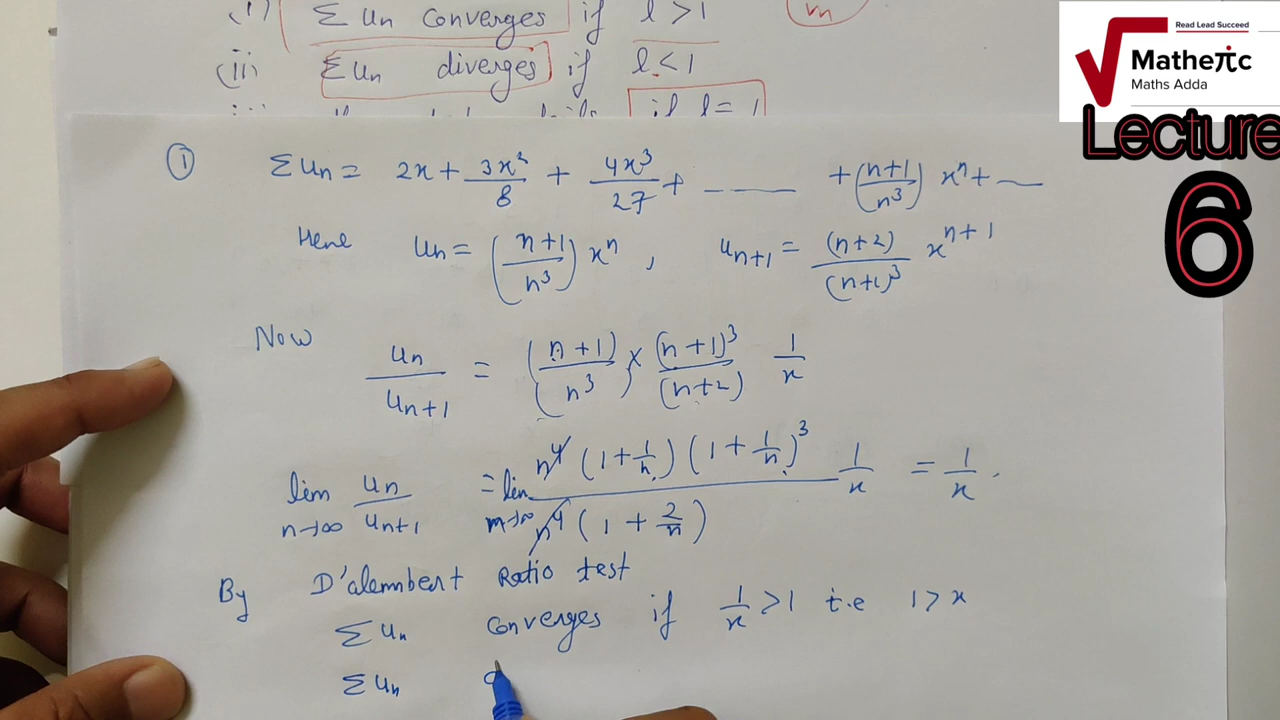 (i) Σ un converges if l > 1
vn
(ii) Σ un diverges if l < 1
if l = 1
Read Lead Succeed
Matheπc
Maths Adda
Lecture
6
① Σ un = 2x + 3x²/8 + 4x³/27 + ---- + (n+1/n³) xⁿ + --
Here un = (n+1/n³) xⁿ , un+1 = (n+2)/(n+1)³ xⁿ⁺¹
Now un/un+1 = (n+1)/(n³) × (n+1)³/(n+2) 1/x
lim n→∞ un/un+1 = lim n→∞ n⁴(1+1/n)(1+1/n)³/n⁴(1+2/n) 1/x = 1/x .
By D'alembert Ratio test
Σ un converges if 1/x > 1 i.e 1 > x
Σ un d